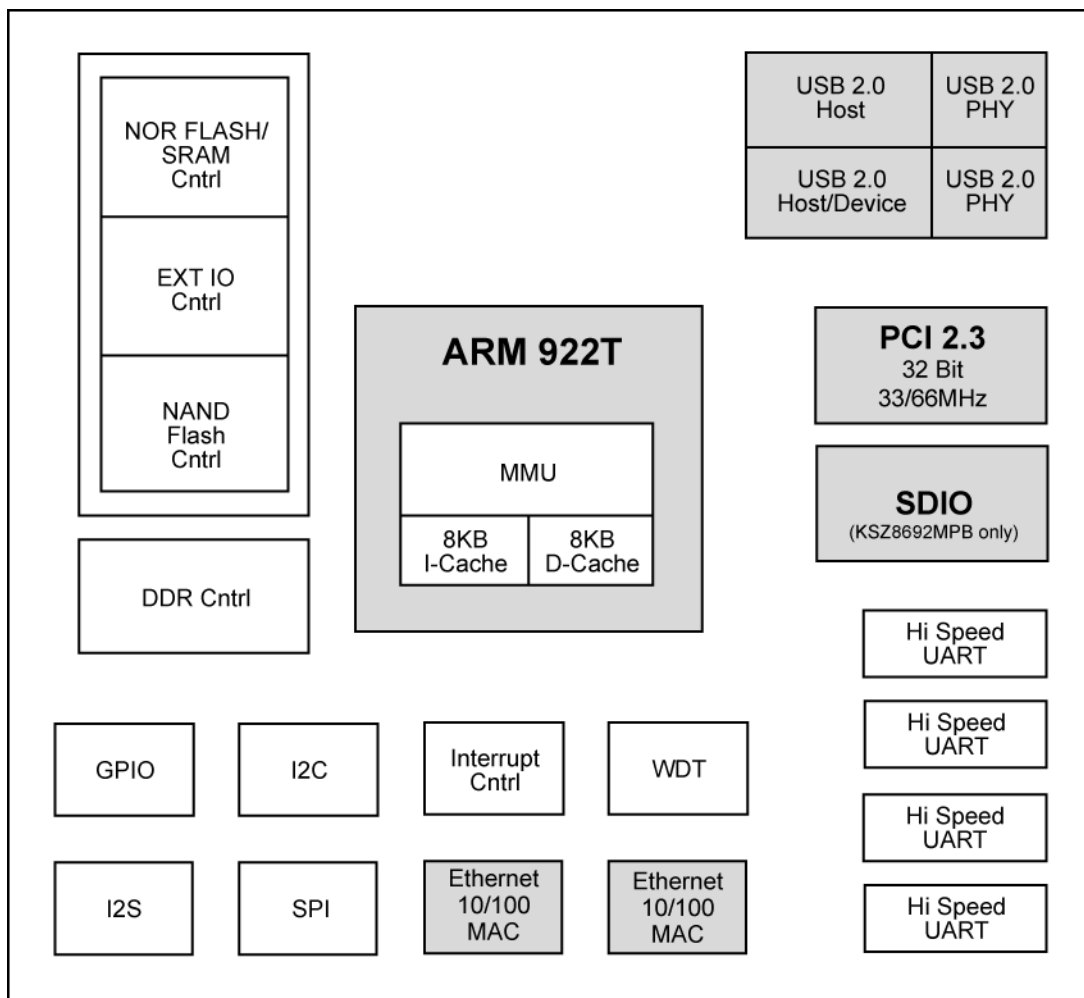 NOR FLASH/
SRAM
Cntrl
EXT IO
Cntrl
NAND
Flash
Cntrl
DDR Cntrl
USB 2.0
Host
USB 2.0
PHY
USB 2.0
Host/Device
USB 2.0
PHY
ARM 922T
MMU
8KB
I-Cache
8KB
D-Cache
PCI 2.3
32 Bit
33/66MHz
SDIO
(KSZ8692MPB only)
Hi Speed
UART
Hi Speed
UART
Hi Speed
UART
Hi Speed
UART
GPIO
I2C
Interrupt
Cntrl
WDT
I2S
SPI
Ethernet
10/100
MAC
Ethernet
10/100
MAC